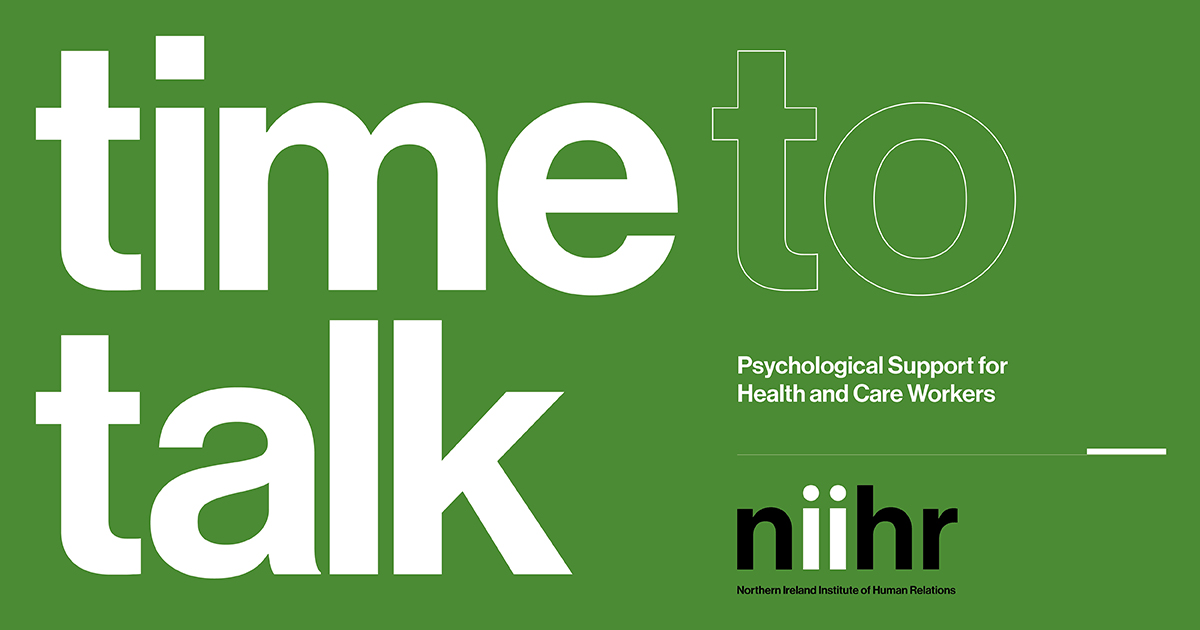 time to
talk
Psychological Support for
Health and Care Workers
niihr
Northern Ireland Institute of Human Relations